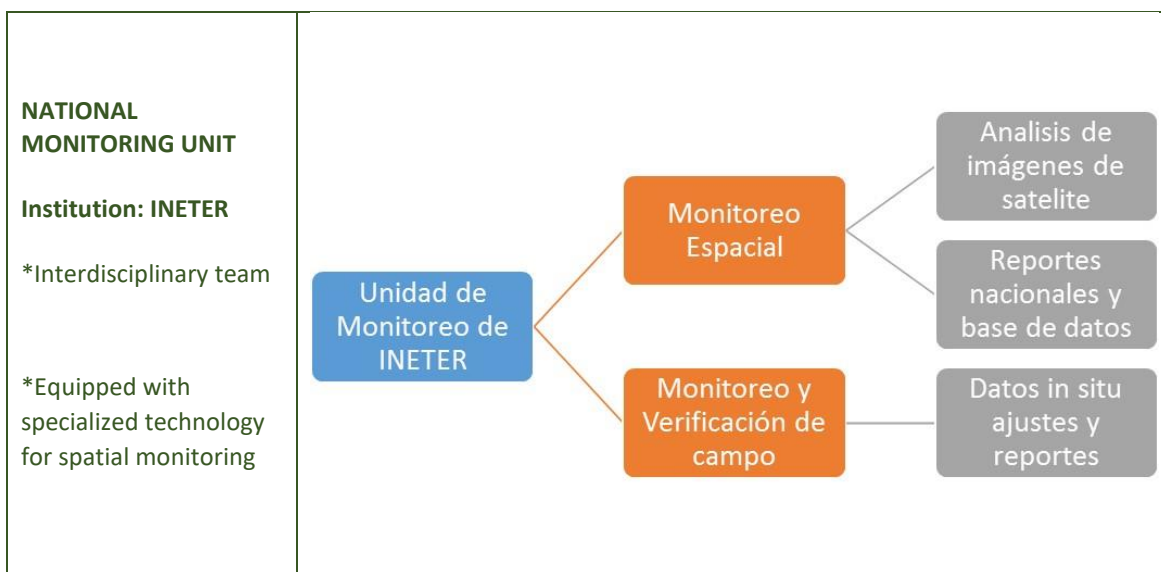 NATIONAL
MONITORING UNIT
Institution: INETER
*Interdisciplinary team
*Equipped with
specialized technology
for spatial monitoring
Unidad de
Monitoreo de
INETER
Monitoreo
Espacial
Monitoreo y
Verificación de
campo
Analisis de
imágenes de
satelite
Reportes
nacionales y
base de datos
Datos in situ
ajustes y
reportes